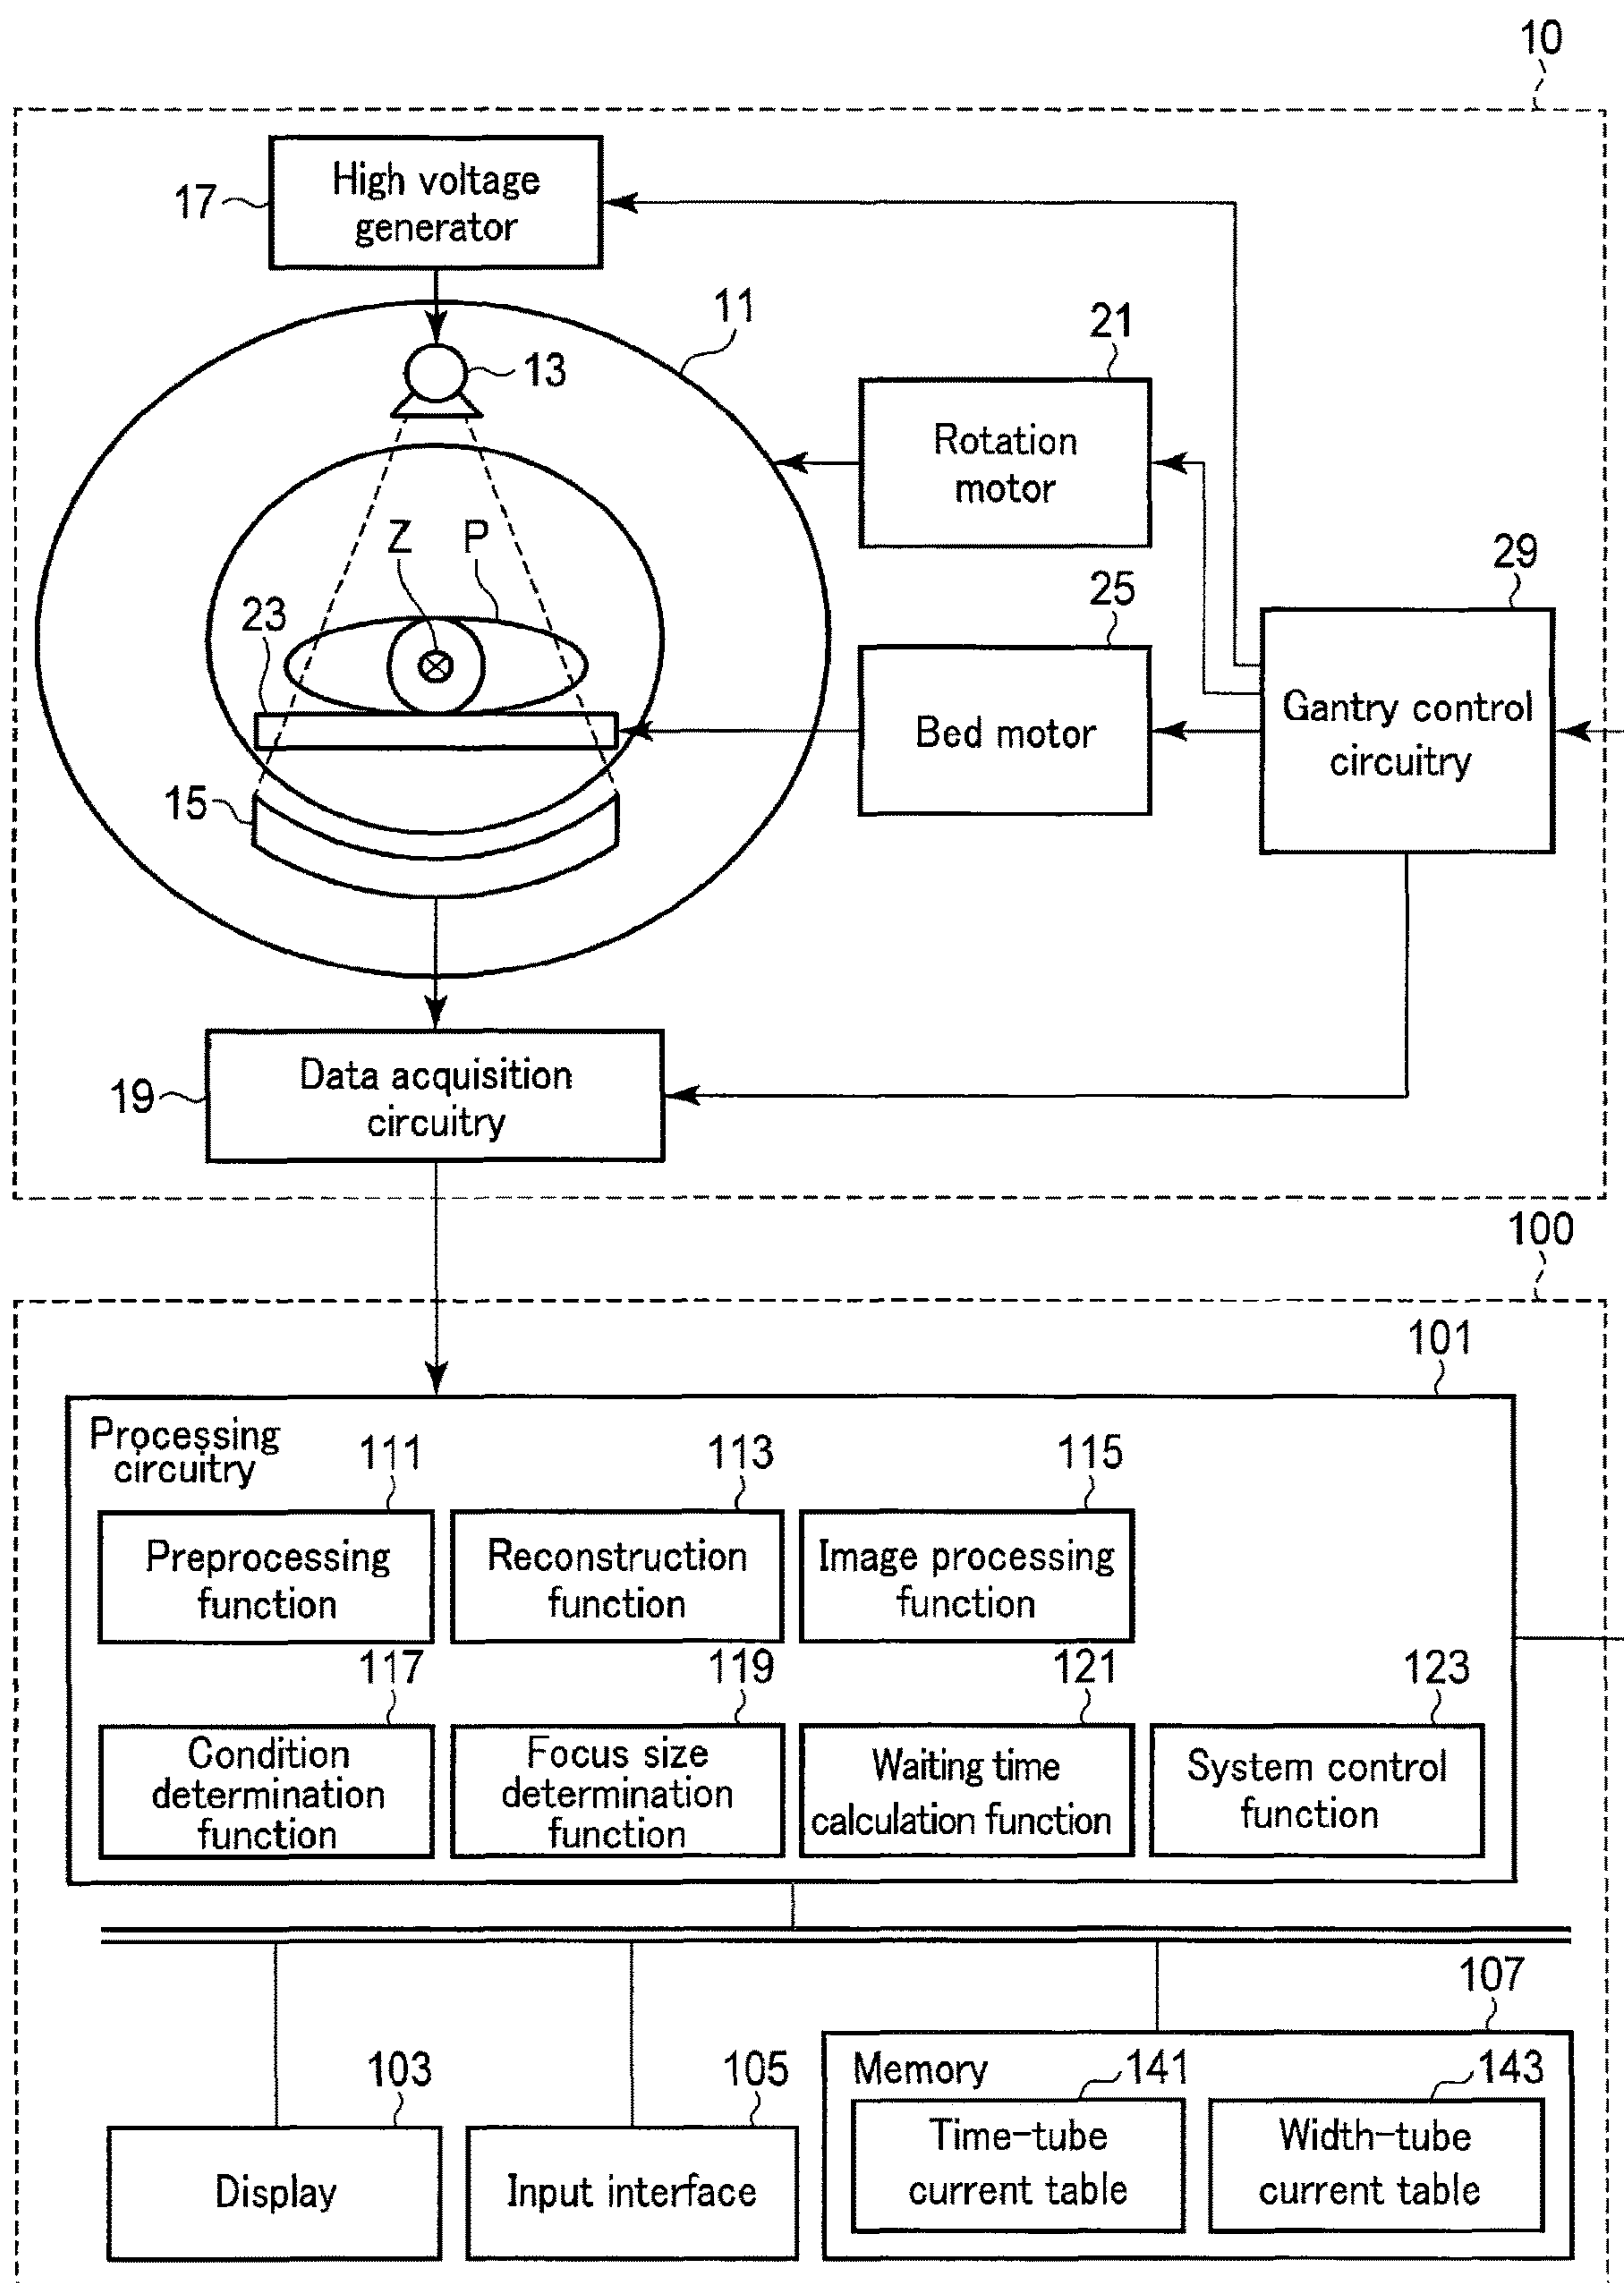 10
High voltage
generator
17
11
13
21
Rotation
motor
Z
P
23
25
29
Bed motor
Gantry control
circuitry
15
Data acquisition
circuitry
19
100
101
Processing
circuitry
111
113
115
Preprocessing
function
Reconstruction
function
Image processing
function
117
119
121
123
Condition
determination
function
Focus size
determination
function
Waiting time
calculation function
System control
function
107
103
105
Memory
141
143
Display
Input interface
Time-tube
current table
Width-tube
current table